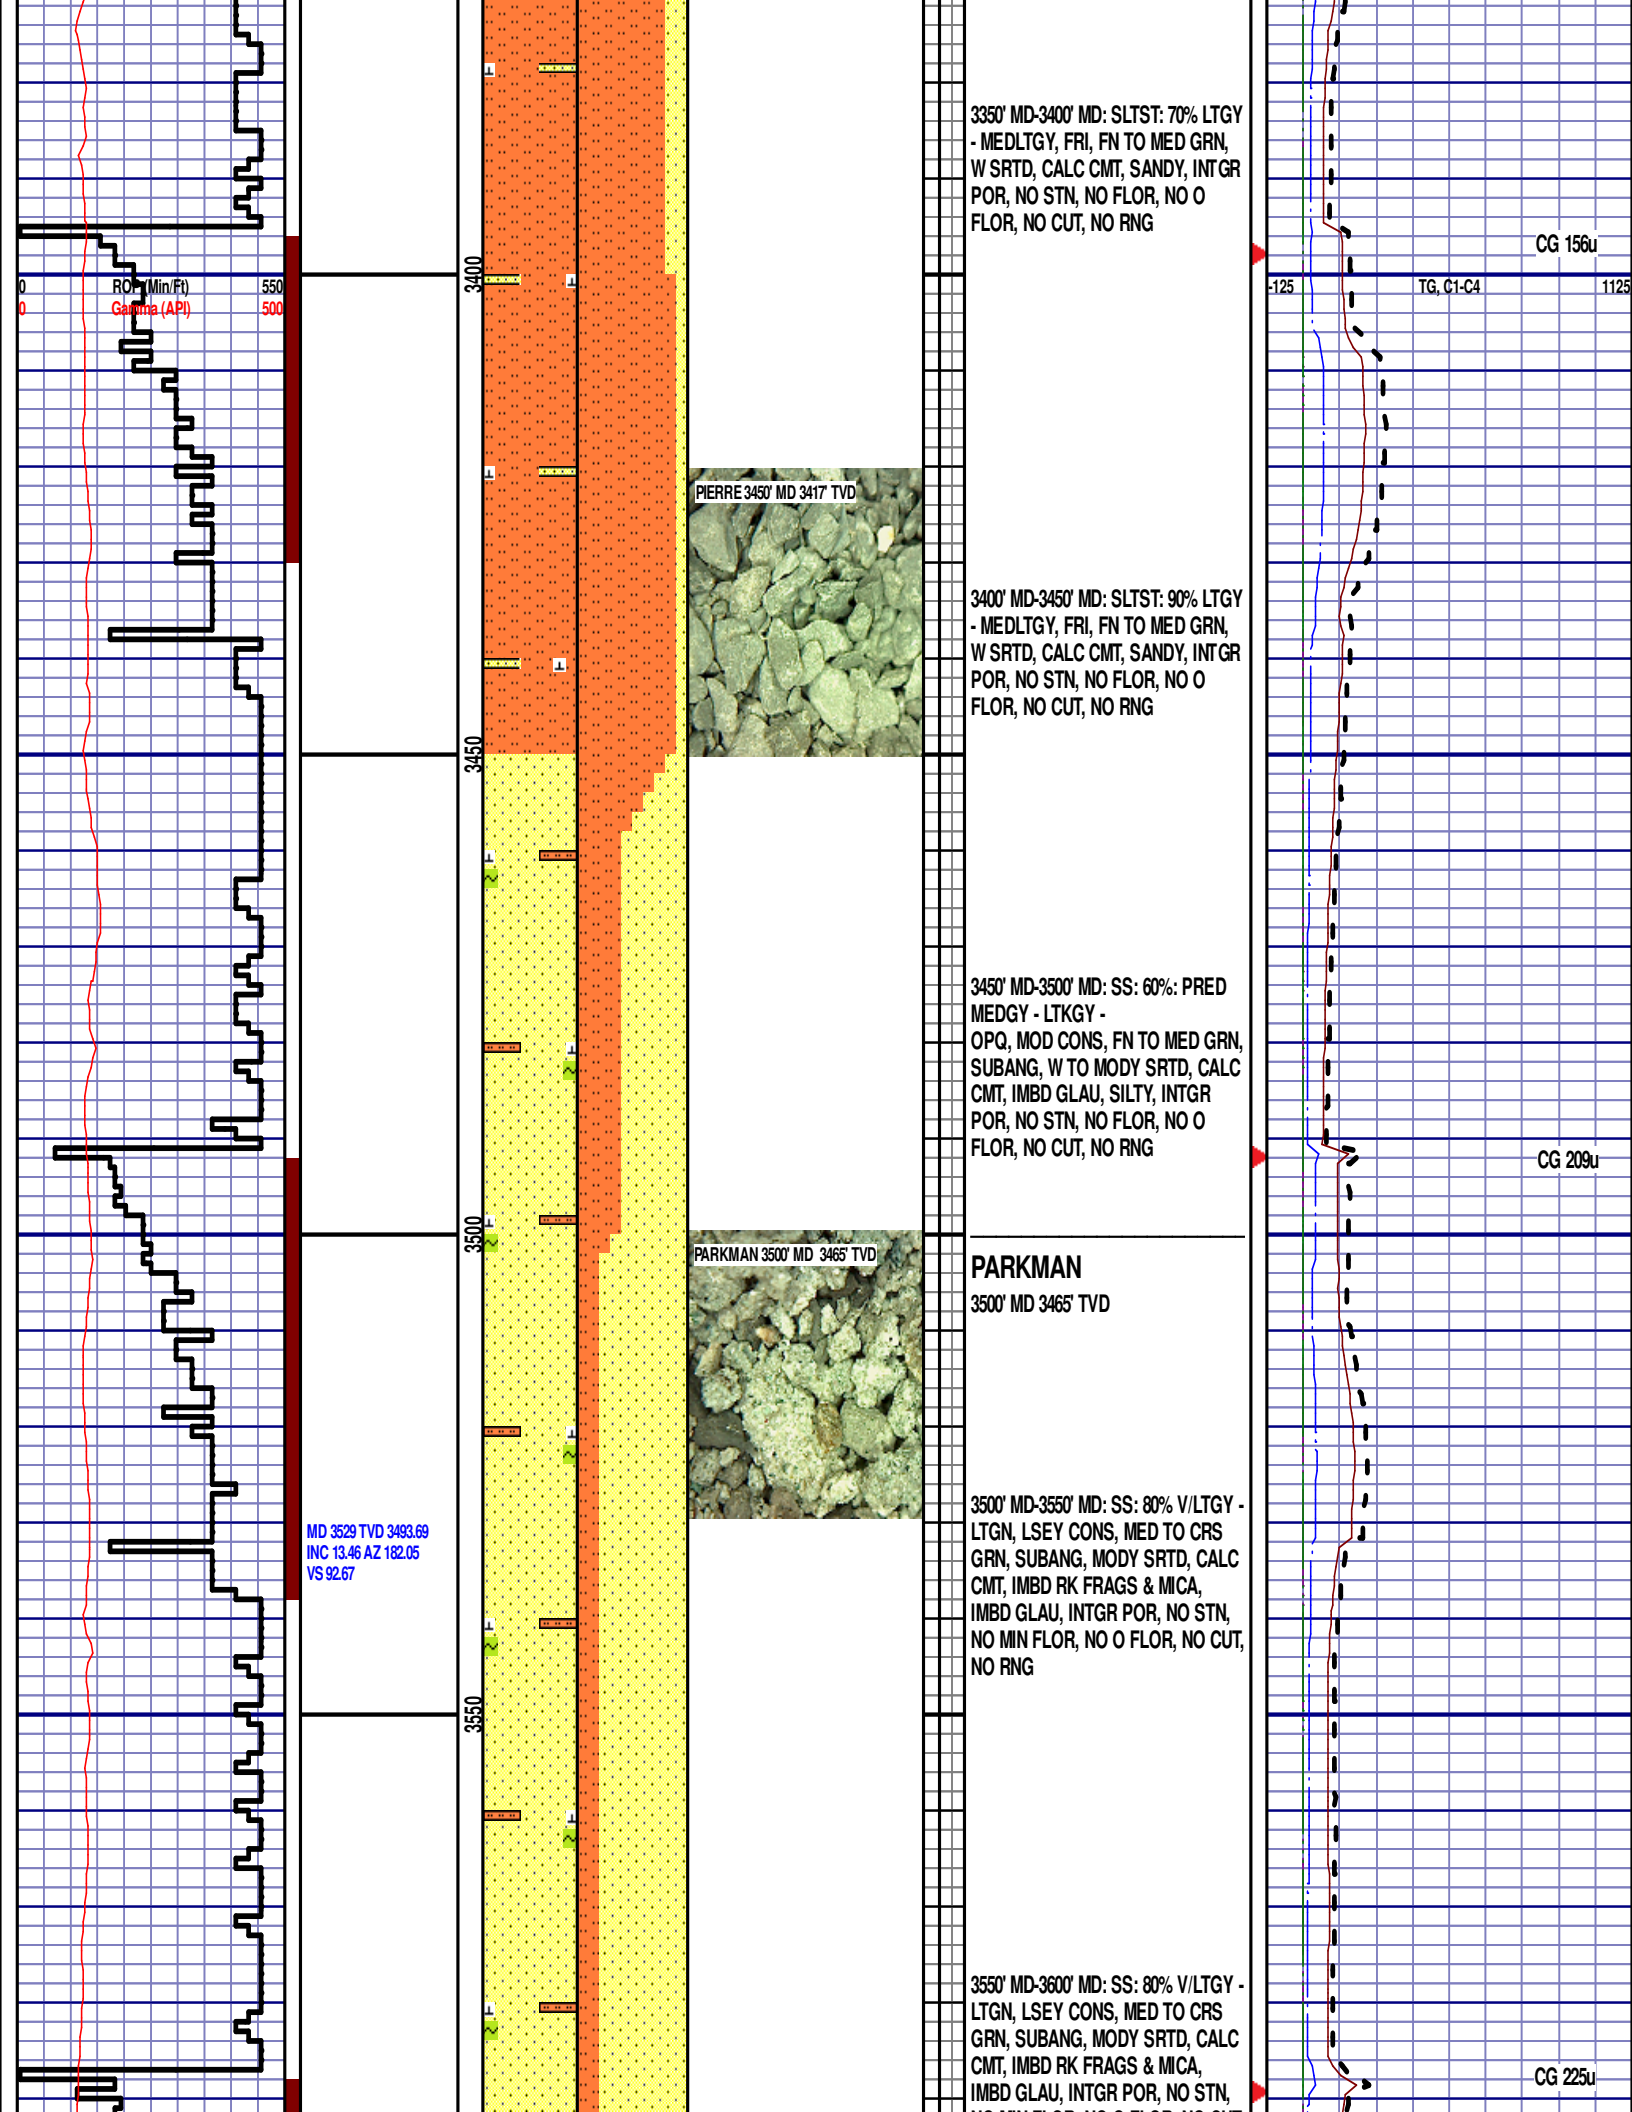 3350' MD-3400' MD: SLTST: 70% LTGY
- MEDLTGY, FRI, FN TO MED GRN,
W SRTD, CALC CMT, SANDY, INTGR
POR, NO STN, NO FLOR, NO O
FLOR, NO CUT, NO RNG
CG 156u
3400
0 ROP (Min/Ft) 550
0 Gamma (API) 500
-125 TG, C1-C4 1125
PIERRE 3450' MD 3417' TVD
3400' MD-3450' MD: SLTST: 90% LTGY
- MEDLTGY, FRI, FN TO MED GRN,
W SRTD, CALC CMT, SANDY, INTGR
POR, NO STN, NO FLOR, NO O
FLOR, NO CUT, NO RNG
3450
3450' MD-3500' MD: SS: 60%: PRED
MEDGY - LTKGY -
OPQ, MOD CONS, FN TO MED GRN,
SUBANG, W TO MODY SRTD, CALC
CMT, IMBD GLAU, SILTY, INTGR
POR, NO STN, NO FLOR, NO O
FLOR, NO CUT, NO RNG
CG 209u
3500
PARKMAN 3500' MD 3465' TVD
PARKMAN
3500' MD 3465' TVD
3500' MD-3550' MD: SS: 80% V/LTGY -
LTGN, LSEY CONS, MED TO CRS
GRN, SUBANG, MODY SRTD, CALC
CMT, IMBD RK FRAGS & MICA,
IMBD GLAU, INTGR POR, NO STN,
NO MIN FLOR, NO O FLOR, NO CUT,
NO RNG
MD 3529 TVD 3493.69
INC 13.46 AZ 182.05
VS 92.67
3550
3550' MD-3600' MD: SS: 80% V/LTGY -
LTGN, LSEY CONS, MED TO CRS
GRN, SUBANG, MODY SRTD, CALC
CMT, IMBD RK FRAGS & MICA,
IMBD GLAU, INTGR POR, NO STN,
CG 225u